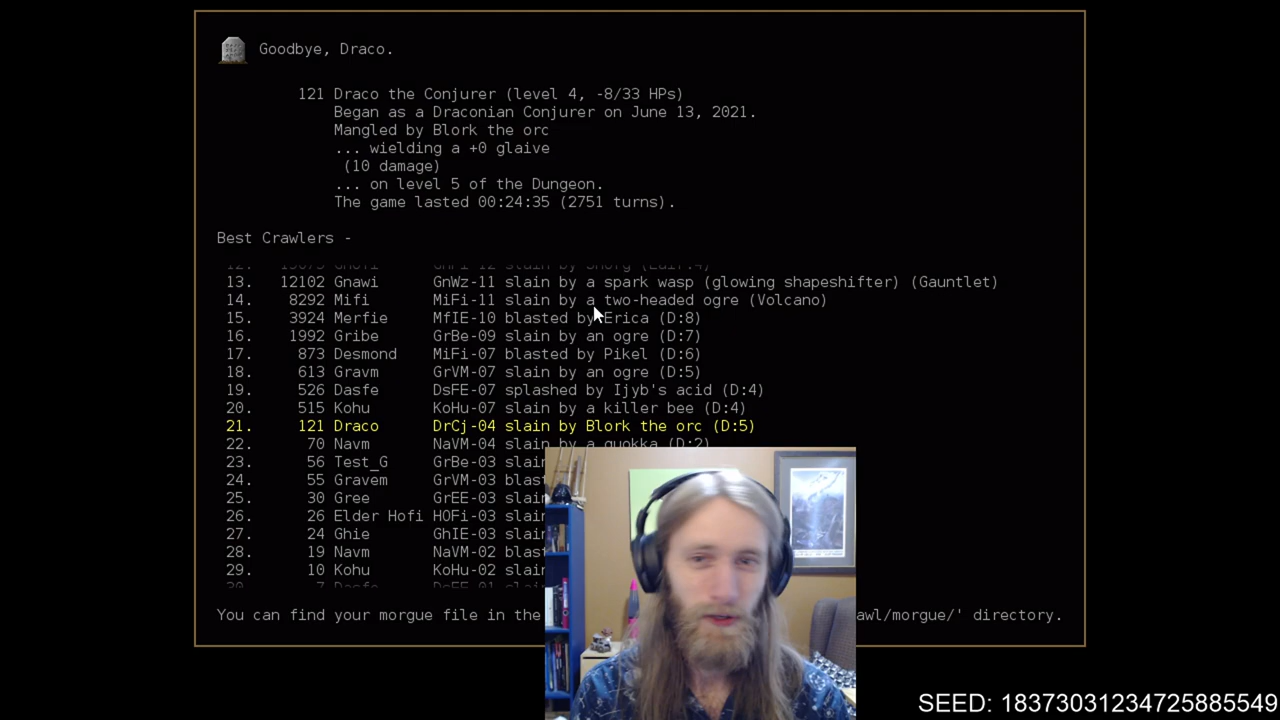 Goodbye, Draco.
121 Draco the Conjurer (level 4, -8/33 HPs)
Began as a Draconian Conjurer on June 13, 2021.
Mangled by Blork the orc
... wielding a +0 glaive
(10 damage)
... on level 5 of the Dungeon.
The game lasted 00:24:35 (2751 turns).
Best Crawlers -
13. 12102 Gnawi GnWz-11 slain by a spark wasp (glowing shapeshifter) (Gauntlet)
14. 8292 Mifi MiFi-11 slain by a two-headed ogre (Volcano)
15. 3924 Merfie MfIE-10 blasted by Erica (D:8)
16. 1992 Gribe GrBe-09 slain by an ogre (D:7)
17. 873 Desmond MiFi-07 blasted by Pikel (D:6)
18. 613 Gravm GrVM-07 slain by an ogre (D:5)
19. 526 Dasfe DsFE-07 splashed by Ijyb's acid (D:4)
20. 515 Kohu KoHu-07 slain by a killer bee (D:4)
21. 121 Draco DrCj-04 slain by Blork the orc (D:5)
22. 70 Navm NaVM-04 slain by a quokka (D:2)
23. 56 Test_G GrBe-03 slain
24. 55 Gravem GrVM-03 blast
25. 30 Gree GrEE-03 slain
26. 26 Elder Hofi HOFi-03 slain
27. 24 Ghie GhIE-03 slain
28. 19 Navm NaVM-02 blast
29. 10 Kohu KoHu-02 slain
You can find your morgue file in the awl/morgue/' directory.
SEED: 18373031234725885549